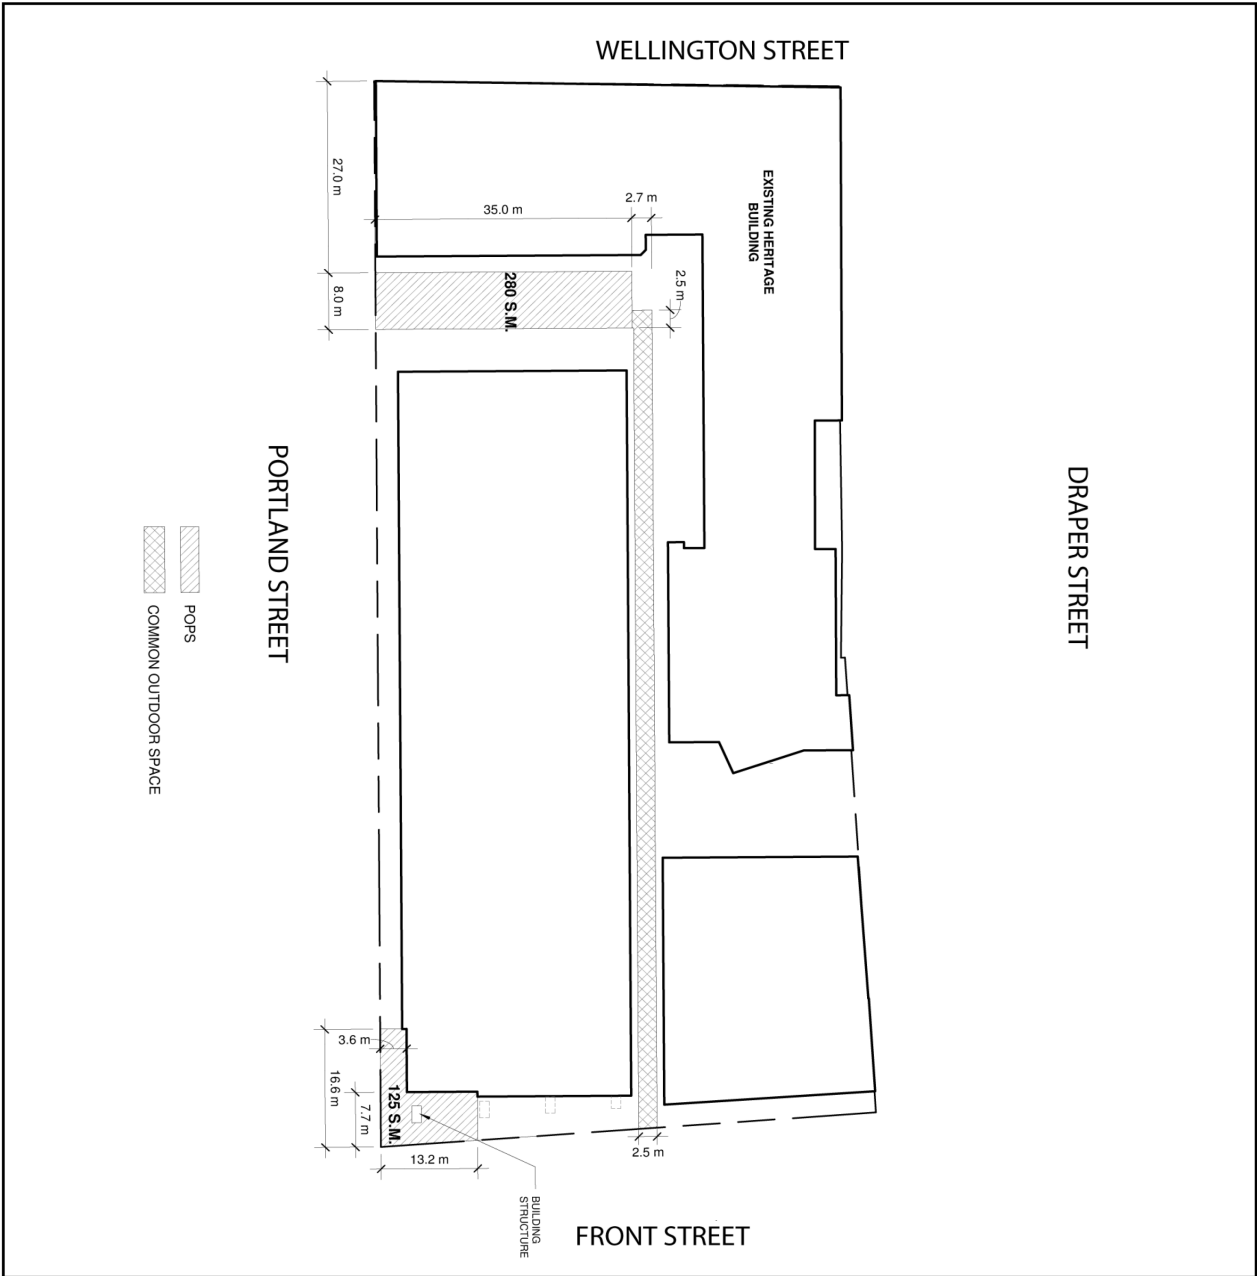 WELLINGTON STREET
27.0 m
35.0 m
2.7 m
EXISTING HERITAGE
BUILDING
280 S.M.
2.5 m
8.0 m
PORTLAND STREET
DRAPER STREET
POPS
COMMON OUTDOOR SPACE
3.6 m
16.6 m
7.7 m
125 S.M.
13.2 m
2.5 m
BUILDING
STRUCTURE
FRONT STREET